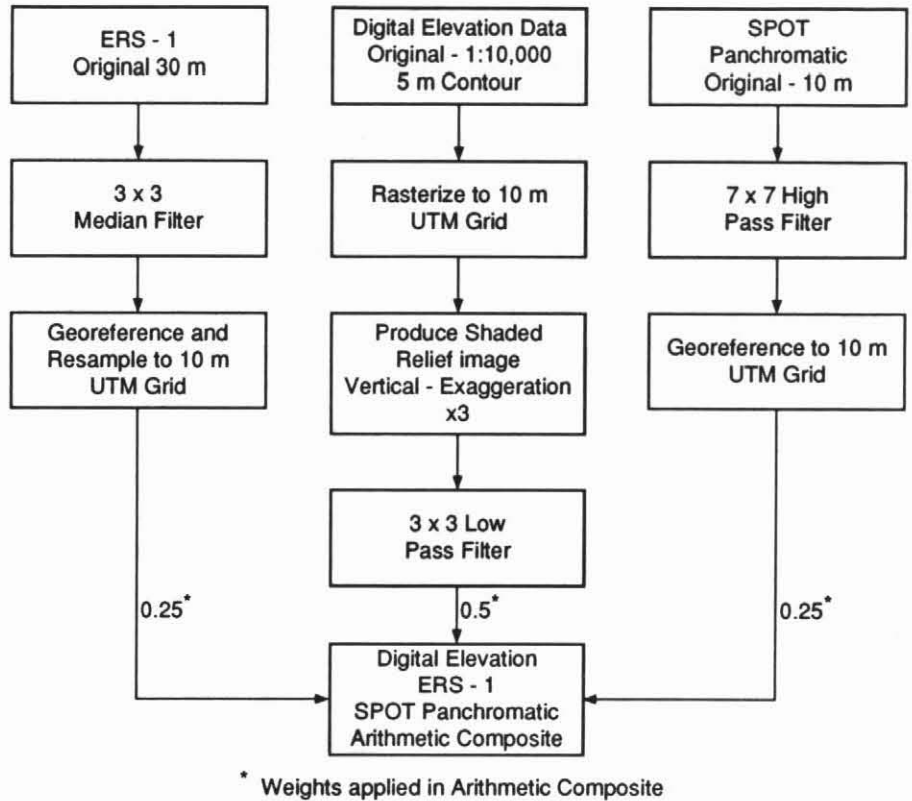 ERS - 1
Original 30 m
Digital Elevation Data
Original - 1:10,000
5 m Contour
SPOT
Panchromatic
Original - 10 m
3 x 3
Median Filter
Rasterize to 10 m
UTM Grid
7 x 7 High
Pass Filter
Georeference and
Resample to 10 m
UTM Grid
Produce Shaded
Relief image
Vertical - Exaggeration
x3
Georeference to 10 m
UTM Grid
3 x 3 Low
Pass Filter
0.25*
0.5*
0.25*
Digital Elevation
ERS - 1
SPOT Panchromatic
Arithmetic Composite
* Weights applied in Arithmetic Composite